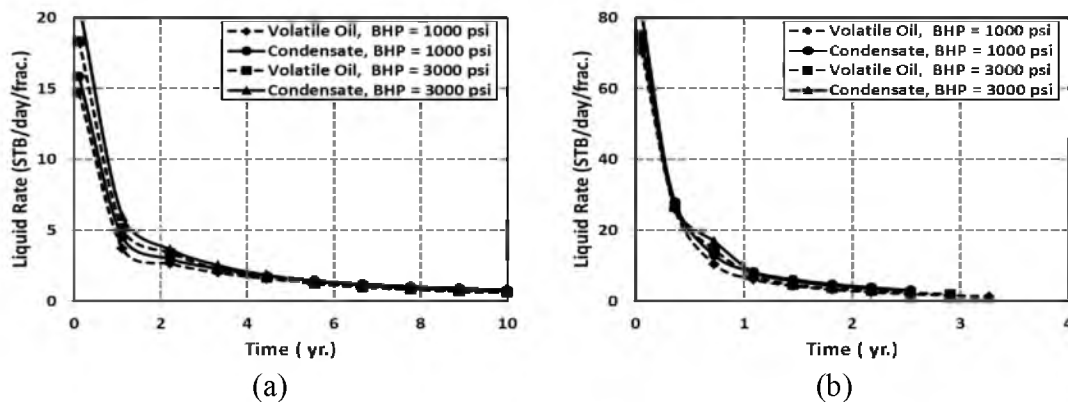 Volatile Oil, BHP = 1000 psi
Condensate, BHP = 1000 psi
Volatile Oil, BHP = 3000 psi
Condensate, BHP = 3000 psi
20
15
10
5
0
Liquid Rate (STB/day/frac.)
0 2 4 6 8 10
Time ( yr.)
(a)
Volatile Oil, BHP = 1000 psi
Condensate, BHP = 1000 psi
Volatile Oil, BHP = 3000 psi
Condensate, BHP = 3000 psi
80
60
40
20
0
Liquid Rate (STB/day/frac.)
0 1 2 3 4
Time ( yr.)
(b)